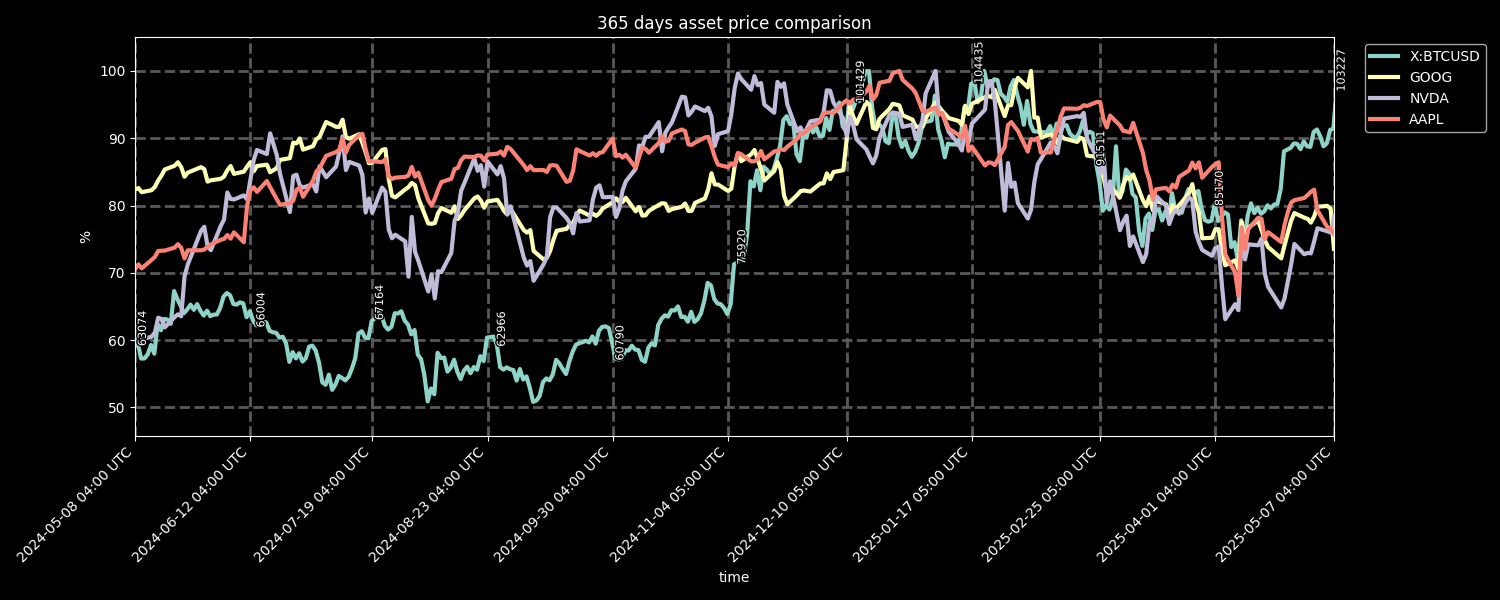 365 days asset price comparison
X:BTCUSD
GOOG
NVDA
AAPL
%
100
90
80
70
60
50
63074
66004
67164
62966
60790
75920
101429
104435
91511
85170
103227
2024-05-08 04:00 UTC
2024-06-12 04:00 UTC
2024-07-19 04:00 UTC
2024-08-23 04:00 UTC
2024-09-30 04:00 UTC
2024-11-04 05:00 UTC
2024-12-10 05:00 UTC
2025-01-17 05:00 UTC
2025-02-25 05:00 UTC
2025-04-01 04:00 UTC
2025-05-07 04:00 UTC
time